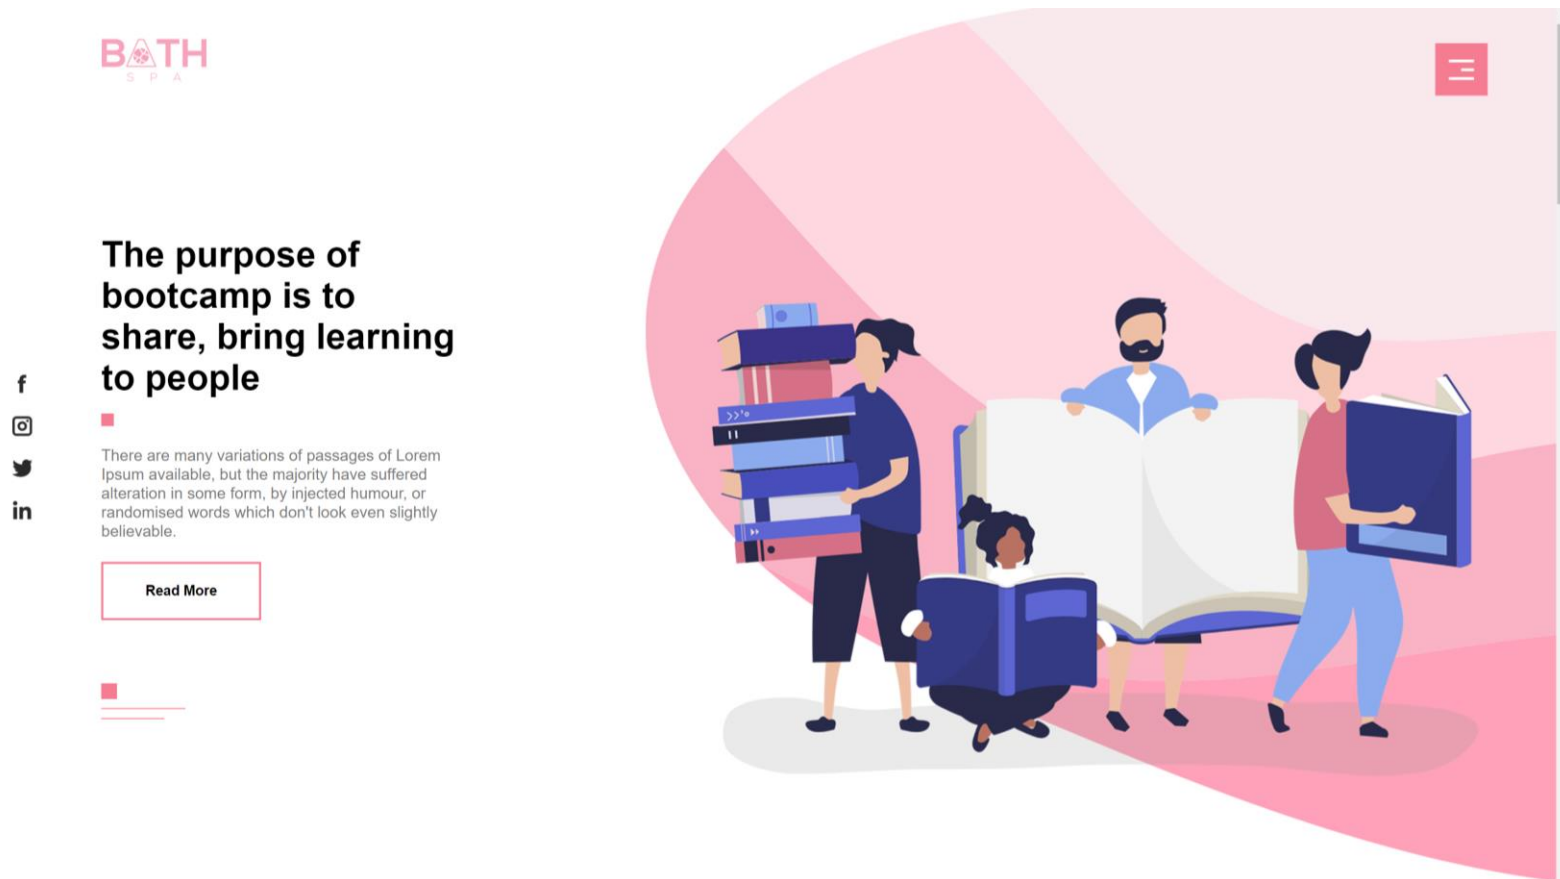 BATH
SPA
The purpose of
bootcamp is to
share, bring learning
to people
There are many variations of passages of Lorem
Ipsum available, but the majority have suffered
alteration in some form, by injected humour, or
randomised words which don't look even slightly
believable.
Read More